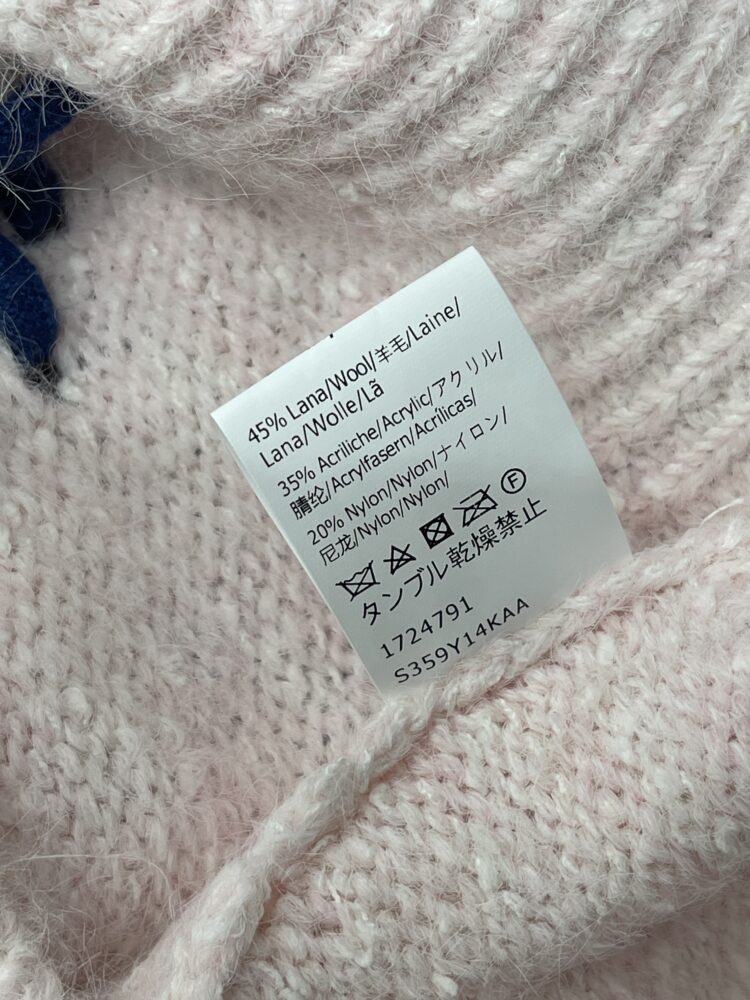 45% Lana/Wool/羊毛/Laine/
Lana/Wolle/Lã
35% Acriliche/Acrylic/アクリル/
腈纶/Acrylfasern/Acrílicas/
20% Nylon/Nylon/ナイロン/
尼龙/Nylon/Nylon/
F
タンブル乾燥禁止
1724791
S359Y14KAA